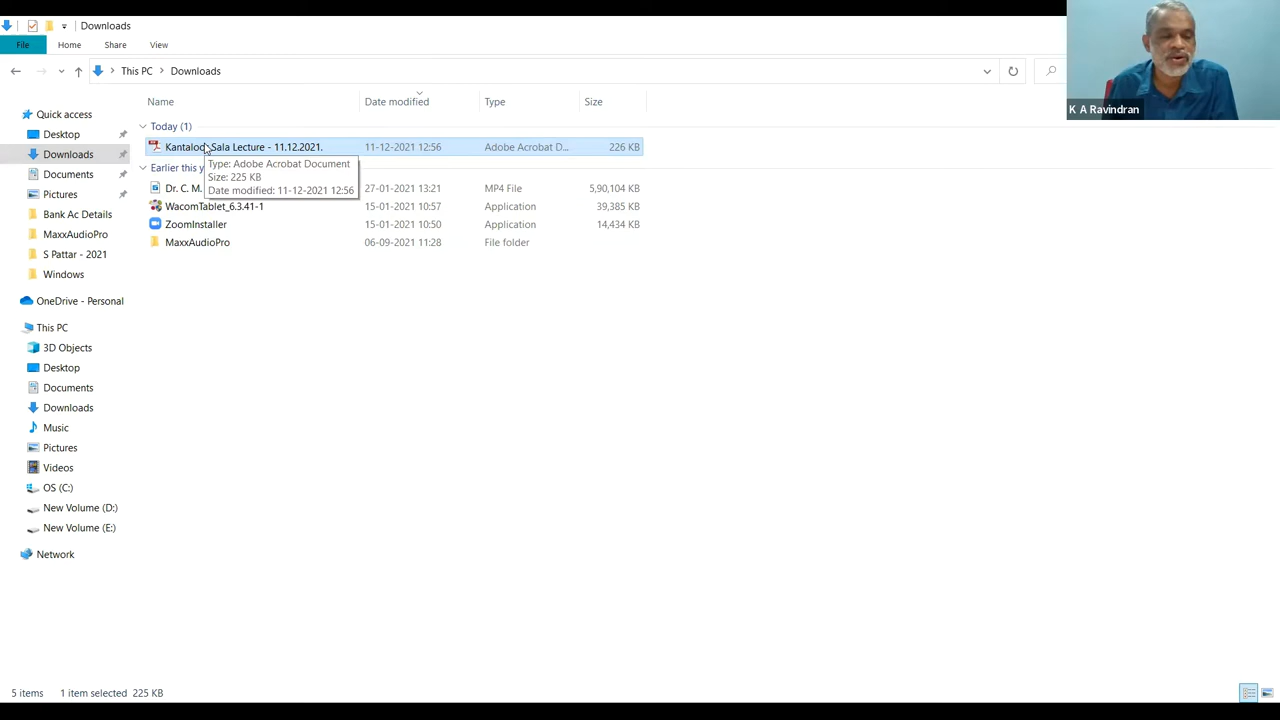 Downloads
File Home Share View
This PC Downloads
K A Ravindran
Name Date modified Type Size
Quick access
Desktop
Downloads
Documents
Pictures
Bank Ac Details
MaxxAudioPro
S Pattar - 2021
Windows
OneDrive - Personal
This PC
3D Objects
Desktop
Documents
Downloads
Music
Pictures
Videos
OS (C:)
New Volume (D:)
New Volume (E:)
Network
Today (1)
Sala Lecture - 11.12.2021. 11-12-2021 12:56 Adobe Acrobat D... 226 KB
Type: Adobe Acrobat Document
Size: 225 KB
Date modified: 11-12-2021 12:56
Earlier this y
Dr. C. M. 27-01-2021 13:21 MP4 File 5,90,104 KB
WacomTablet_6.3.41-1 15-01-2021 10:57 Application 39,385 KB
ZoomInstaller 15-01-2021 10:50 Application 14,434 KB
MaxxAudioPro 06-09-2021 11:28 File folder
5 items 1 item selected 225 KB